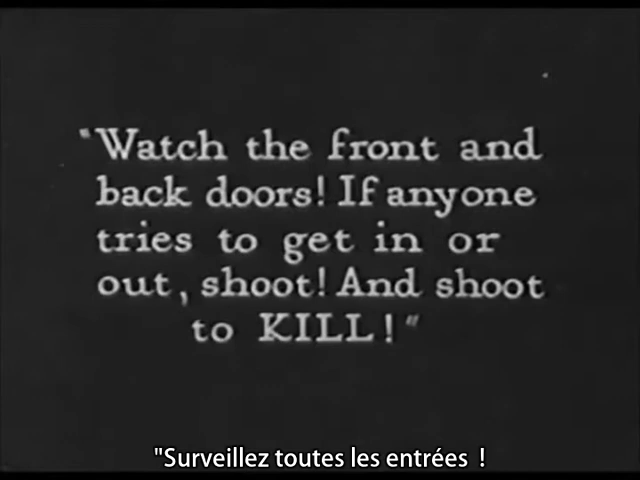 "Watch the front and
back doors! If anyone
tries to get in or
out, shoot! And shoot
to KILL!"
"Surveillez toutes les entrées !